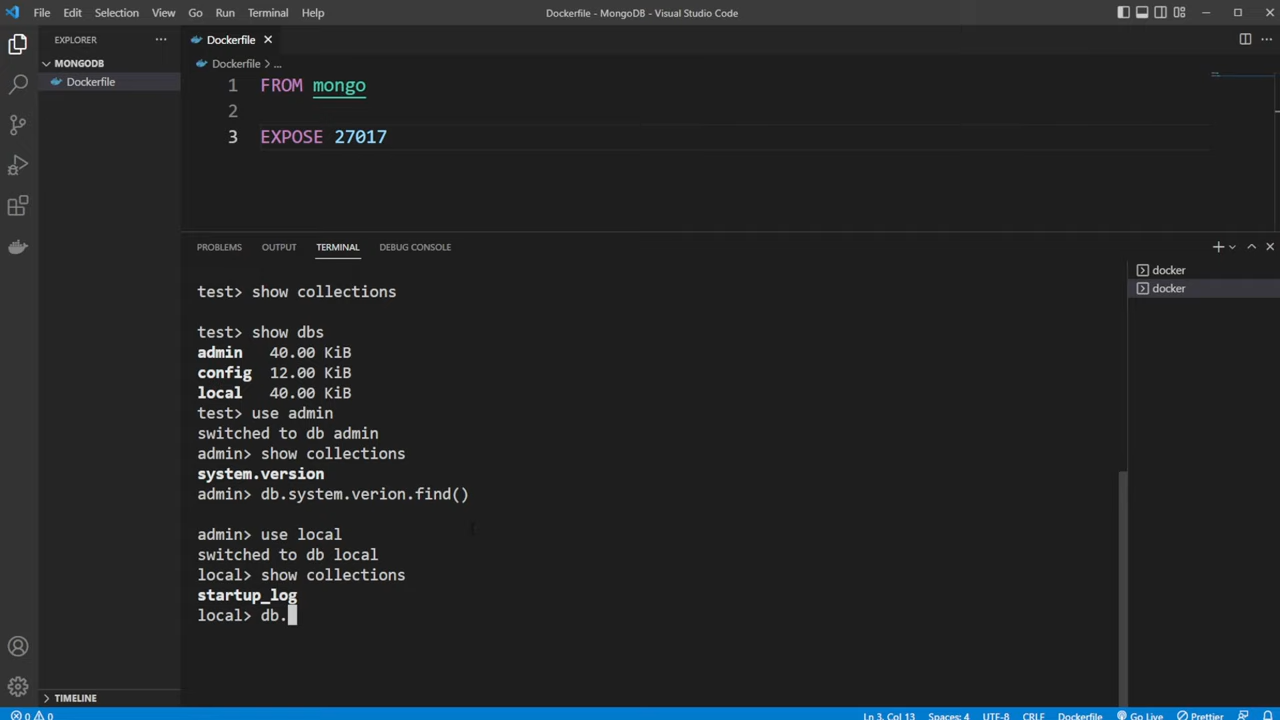 File Edit Selection View Go Run Terminal Help
Dockerfile - MongoDB - Visual Studio Code
EXPLORER ...
MONGODB
Dockerfile
TIMELINE
Dockerfile
Dockerfile > ...
1 FROM mongo
2
3 EXPOSE 27017
PROBLEMS OUTPUT TERMINAL DEBUG CONSOLE
test> show collections
test> show dbs
admin 40.00 KiB
config 12.00 KiB
local 40.00 KiB
test> use admin
switched to db admin
admin> show collections
system.version
admin> db.system.verion.find()
admin> use local
switched to db local
local> show collections
startup_log
local> db.
docker
docker
0 0 Ln 3, Col 13 Spaces: 4 UTF-8 CRLF Dockerfile Go Live Prettier